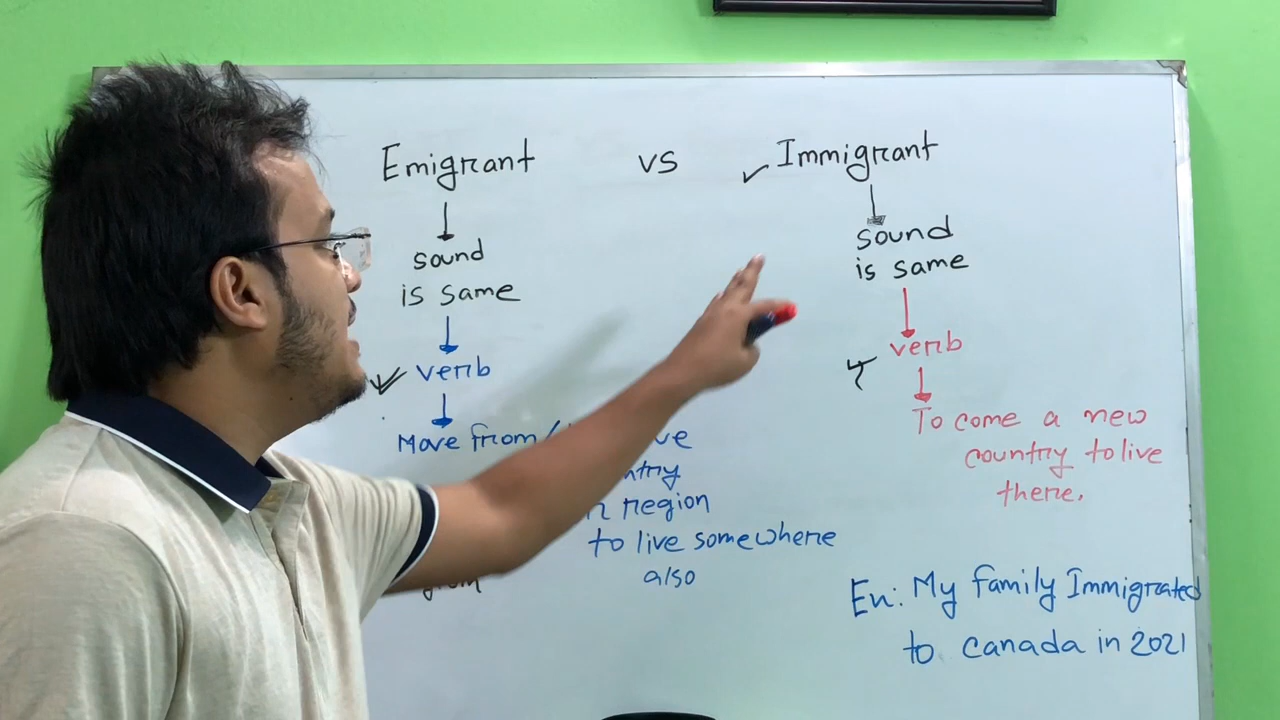 Emigrant vs Immigrant
sound
is same
verb
Move from
region
to live somewhere
also
sound
is same
verb
To come a new
country to live
there.
Ex: My family Immigrated
to canada in 2021